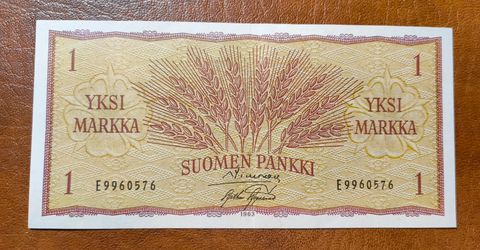 1
1
YKSI
MARKKA
YKSI
MARKKA
SUOMEN PANKKI
1
1
E9960576
E9960576
1963